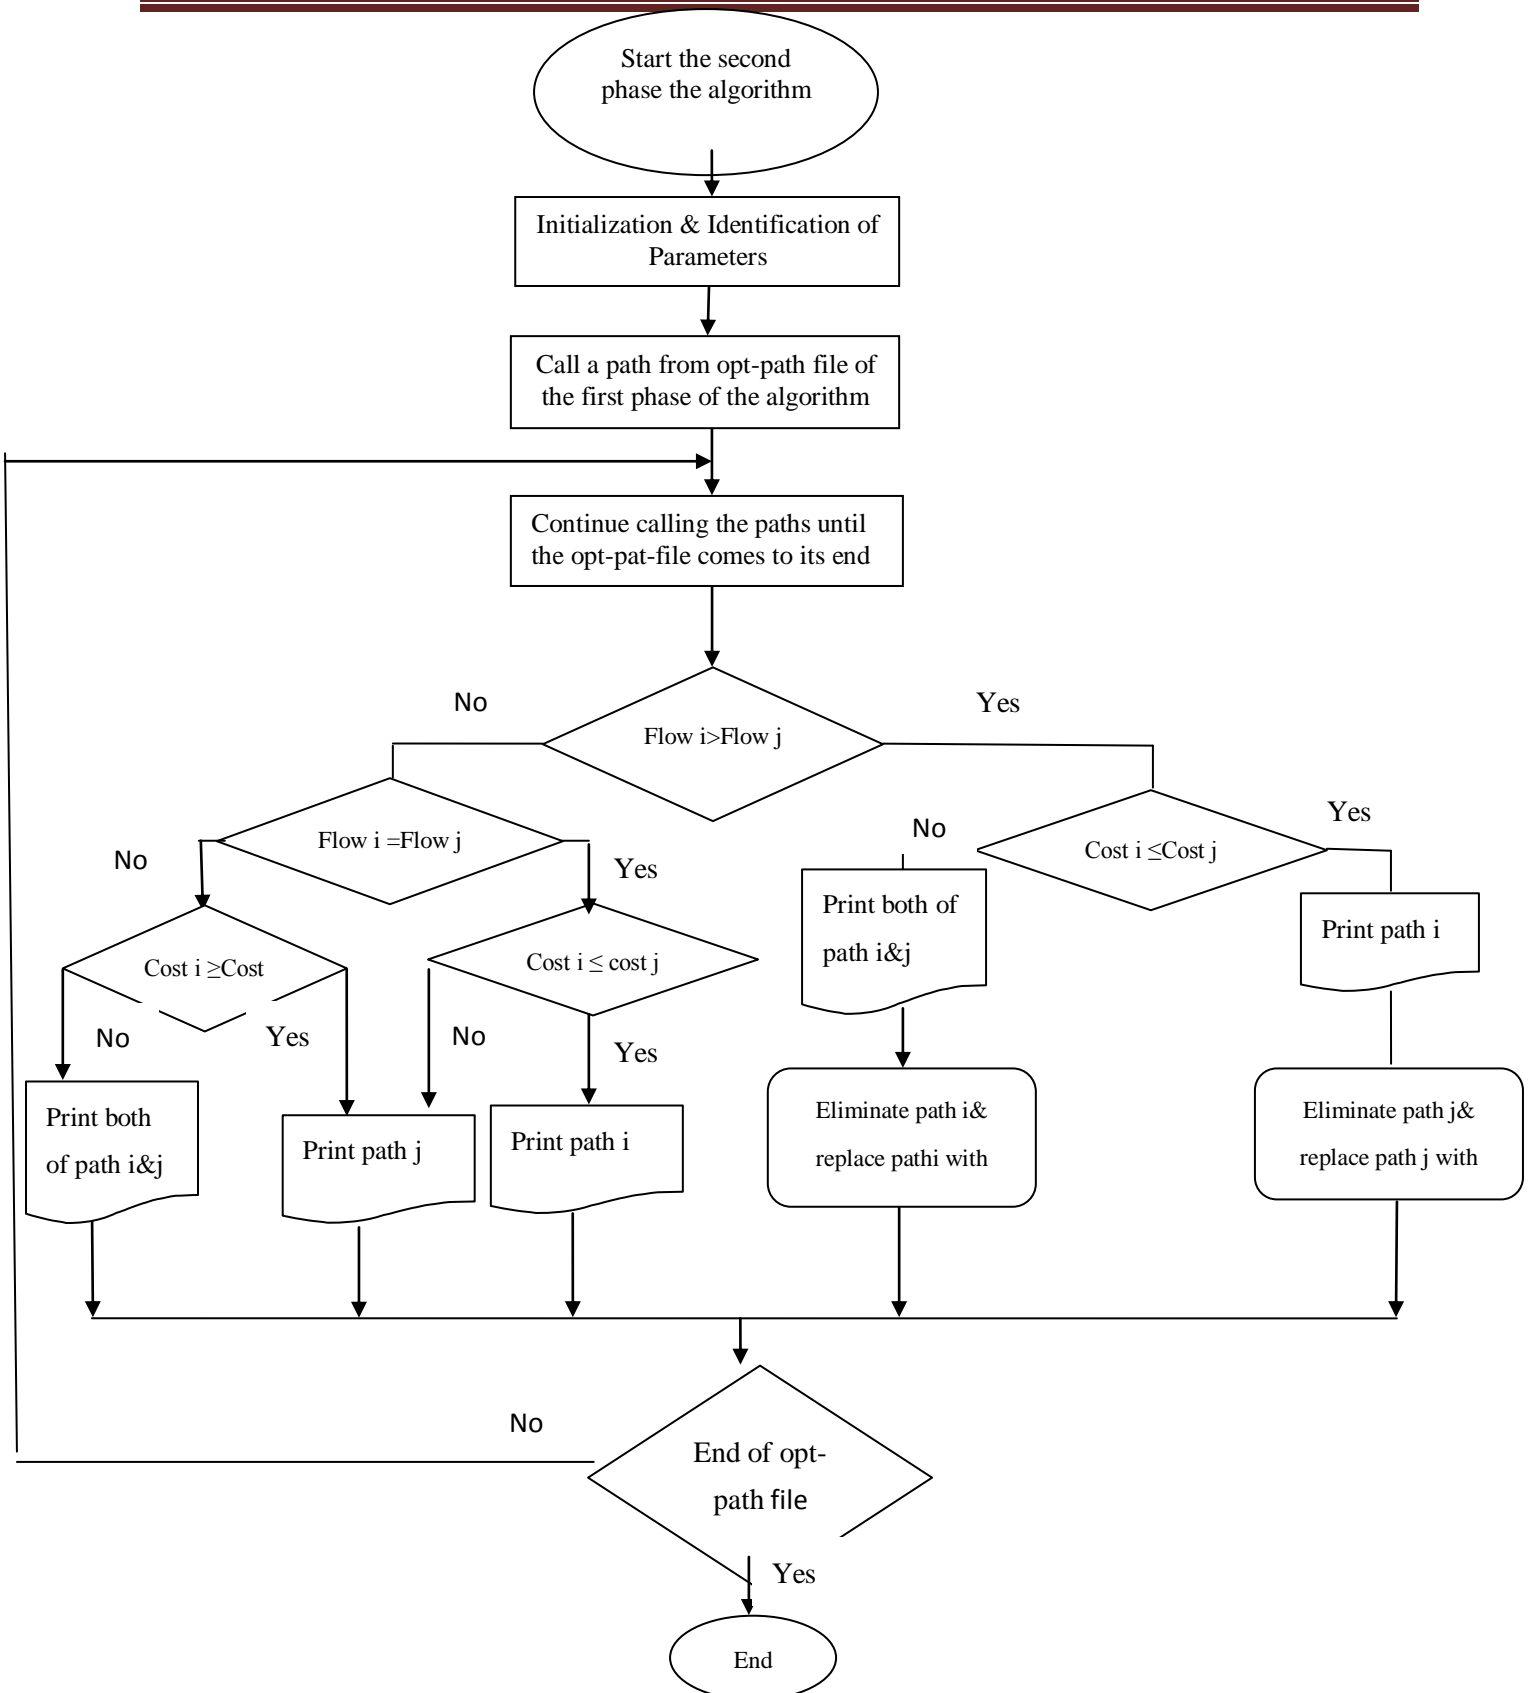 Start the second
phase the algorithm
Initialization & Identification of
Parameters
Call a path from opt-path file of
the first phase of the algorithm
Continue calling the paths until
the opt-pat-file comes to its end
No
Yes
Flow i>Flow j
Flow i =Flow j
No
Yes
Cost i ≤Cost j
No
Yes
Cost i ≥Cost
No
Yes
Cost i ≤ cost j
No
Yes
Print both of
path i&j
Print path i
Print both
of path i&j
Print path j
Print path i
Eliminate path i&
replace pathi with
Eliminate path j&
replace path j with
No
End of opt-
path file
Yes
End